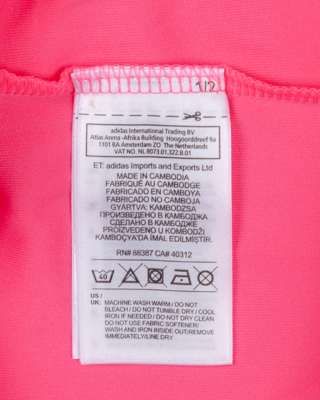 1/2
adidas International Trading BV
Atlas Arena -Afrika Building Hoogoorddreef 9a
1101 BA Amsterdam ZO The Netherlands
VAT NO. NL 8073.01.322.B.01
ET: adidas Imports and Exports Ltd
MADE IN CAMBODIA
FABRIQUÉ AU CAMBODGE
FABRICADO EN CAMBOYA
FABRICADO NO CAMBOJA
GYÁRTVA: KAMBODZSA
ПРОИЗВЕДЕНО В КАМБОДЖА
СДЕЛАНО В КАМБОДЖЕ
PROIZVEDENO U KOMBODŽI
KAMBOÇYA'DA İMAL EDİLMİŞTİR.
RN# 88387 CA# 40312
40
US /
UK: MACHINE WASH WARM / DO NOT
BLEACH / DO NOT TUMBLE DRY / COOL
IRON IF NEEDED / DO NOT DRY CLEAN
DO NOT USE FABRIC SOFTENER/
WASH AND IRON INSIDE OUT/REMOVE
IMMEDIATELY/LINE DRY